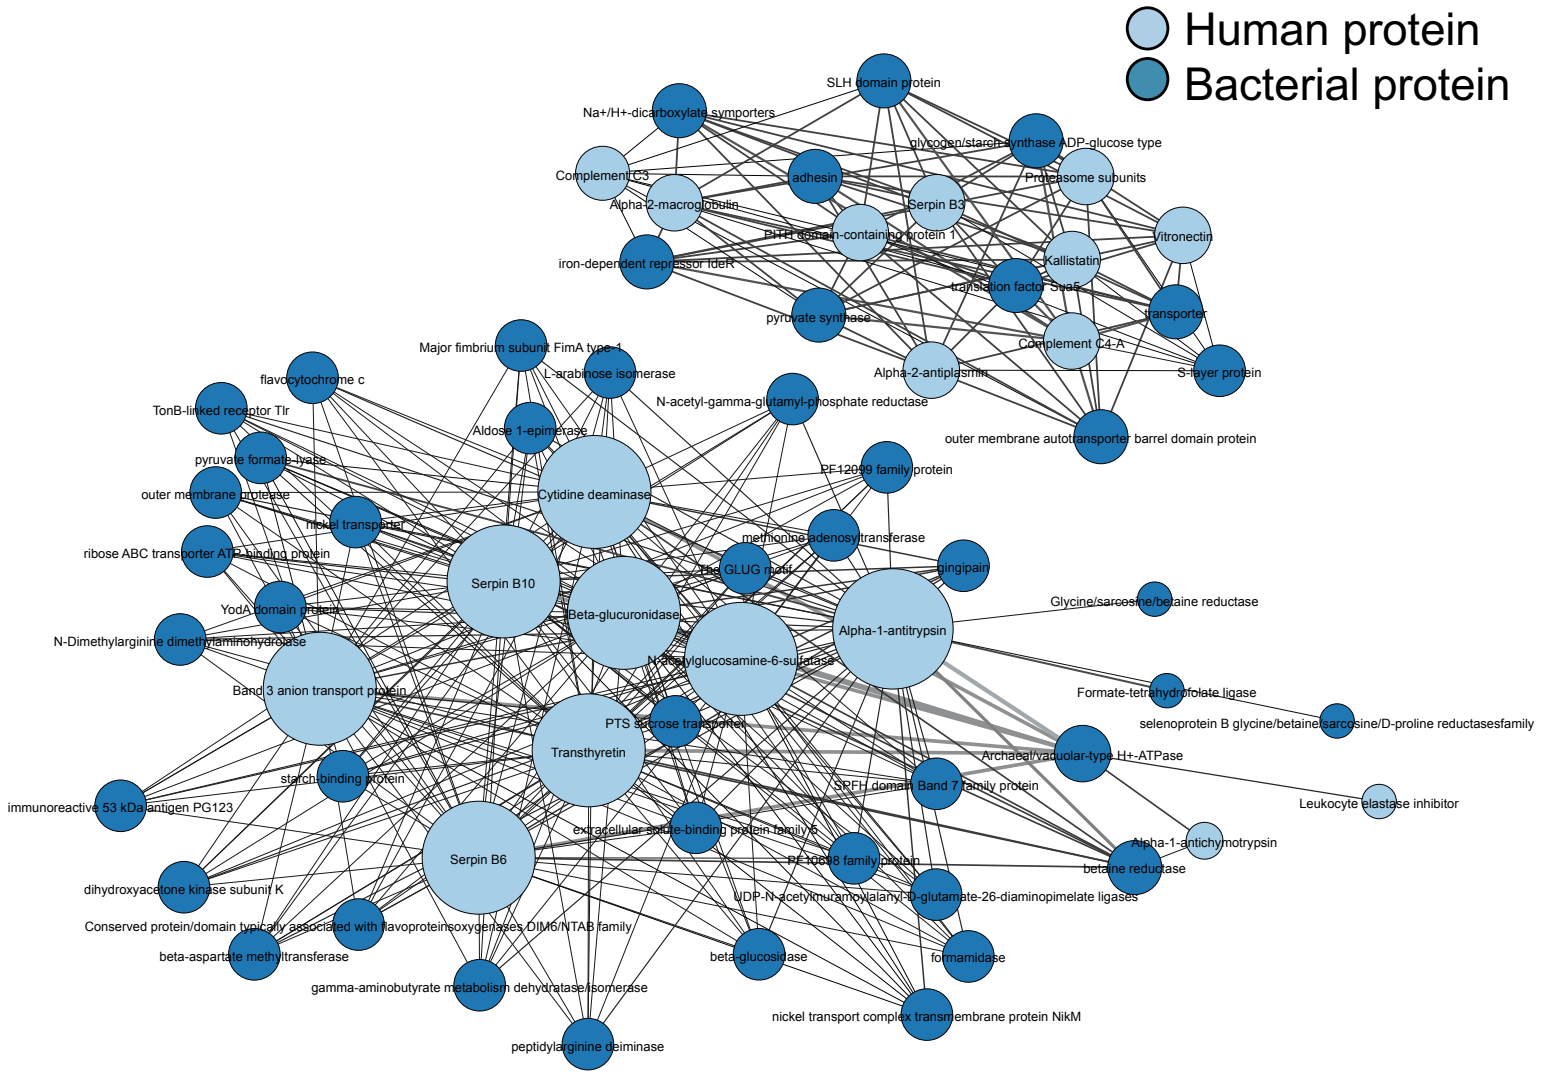 Human protein
Bacterial protein
SLH domain protein
Na+/H+-dicarboxylate symporters
glycogen/starch synthase ADP-glucose type
Complement C3
adhesin
Proteasome subunits
Alpha-2-macroglobulin
Serpin B3
PITH domain-containing protein 1
Vitronectin
iron-dependent repressor IdeR
Kallistatin
translation factor Sua5
pyruvate synthase
transporter
Complement C4-A
Alpha-2-antiplasmin
S-layer protein
Major fimbrium subunit FimA type-1
L-arabinose isomerase
flavocytochrome c
N-acetyl-gamma-glutamyl-phosphate reductase
TonB-linked receptor Tlr
Aldose 1-epimerase
outer membrane autotransporter barrel domain protein
pyruvate formate-lyase
PF12099 family protein
outer membrane protease
Cytidine deaminase
nickel transporter
methionine adenosyltransferase
ribose ABC transporter ATP-binding protein
The GLUG motif
gingipain
Serpin B10
Glycine/sarcosine/betaine reductase
YodA domain protein
Beta-glucuronidase
Alpha-1-antitrypsin
N-Dimethylarginine dimethylaminohydrolase
N-acetylglucosamine-6-sulfatase
Band 3 anion transport protein
Formate-tetrahydrofolate ligase
PTS sucrose transporter
selenoprotein B glycine/betaine/sarcosine/D-proline reductasesfamily
Transthyretin
Archaeal/vacuolar-type H+-ATPase
starch-binding protein
SPFH domain Band 7 family protein
immunoreactive 53 kDa antigen PG123
Leukocyte elastase inhibitor
extracellular solute-binding protein family 5
Alpha-1-antichymotrypsin
Serpin B6
PF10698 family protein
betaine reductase
dihydroxyacetone kinase subunit K
UDP-N-acetylmuramoylalanyl-D-glutamate-26-diaminopimelate ligases
Conserved protein/domain typically associated with flavoproteinsoxygenases DIM6/NTAB family
beta-aspartate methyltransferase
beta-glucosidase
formamidase
gamma-aminobutyrate metabolism dehydratase/isomerase
nickel transport complex transmembrane protein NikM
peptidylarginine deiminase